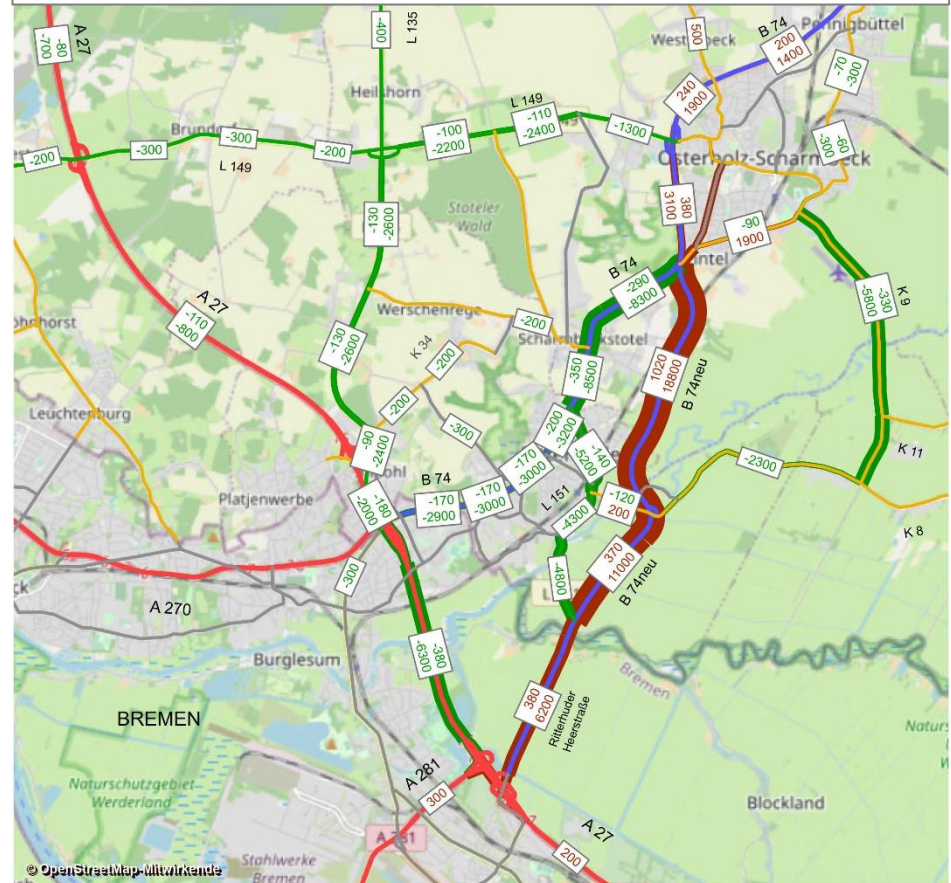 A 27
-80
-700
-400
L 135
500
B 74
200
1400
Pennigbüttel
-70
-300
Heilshorn
240
1900
L 149
-110
-2400
-100
-2200
-1300
-60
-300
-200
-300
-300
-200
L 149
Osterholz-Scharmbeck
-130
-2600
Stoteler
Wald
380
3100
-90
1900
B 74
-290
-8300
-330
-5800
K 9
A 27
-110
-800
Werschenrege
-200
-130
-2600
K 34
-200
-350
-8500
1020
18800
B 74neu
Leuchtenburg
-200
-300
-200
-3200
-90
-2400
-140
-5200
K 11
-2300
Platjenwerbe
B 74
-170
-3000
-170
-3000
-170
-2900
-180
-2000
L 151
-120
200
-4300
K 8
370
11000
B 74neu
-300
-4800
A 270
Burglesum
-380
-6300
Bremen
380
6200
Ritterhuder
Heerstraße
BREMEN
Naturschutzgebiet
Werderland
A 281
300
Blockland
A 27
200
Stahlwerke
Bremen
© OpenStreetMap-Mitwirkende